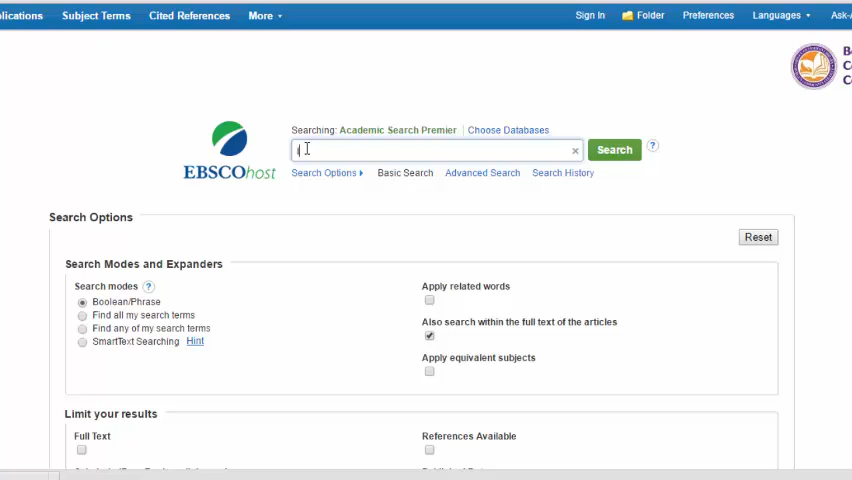 lications Subject Terms Cited References More Sign In Folder Preferences Languages Ask-
Searching: Academic Search Premier Choose Databases
EBSCOhost Search ?
Search Options Basic Search Advanced Search Search History
Search Options
Reset
Search Modes and Expanders
Search modes ? Apply related words
Boolean/Phrase
Find all my search terms Also search within the full text of the articles
Find any of my search terms
SmartText Searching Hint
Apply equivalent subjects
Limit your results
Full Text References Available